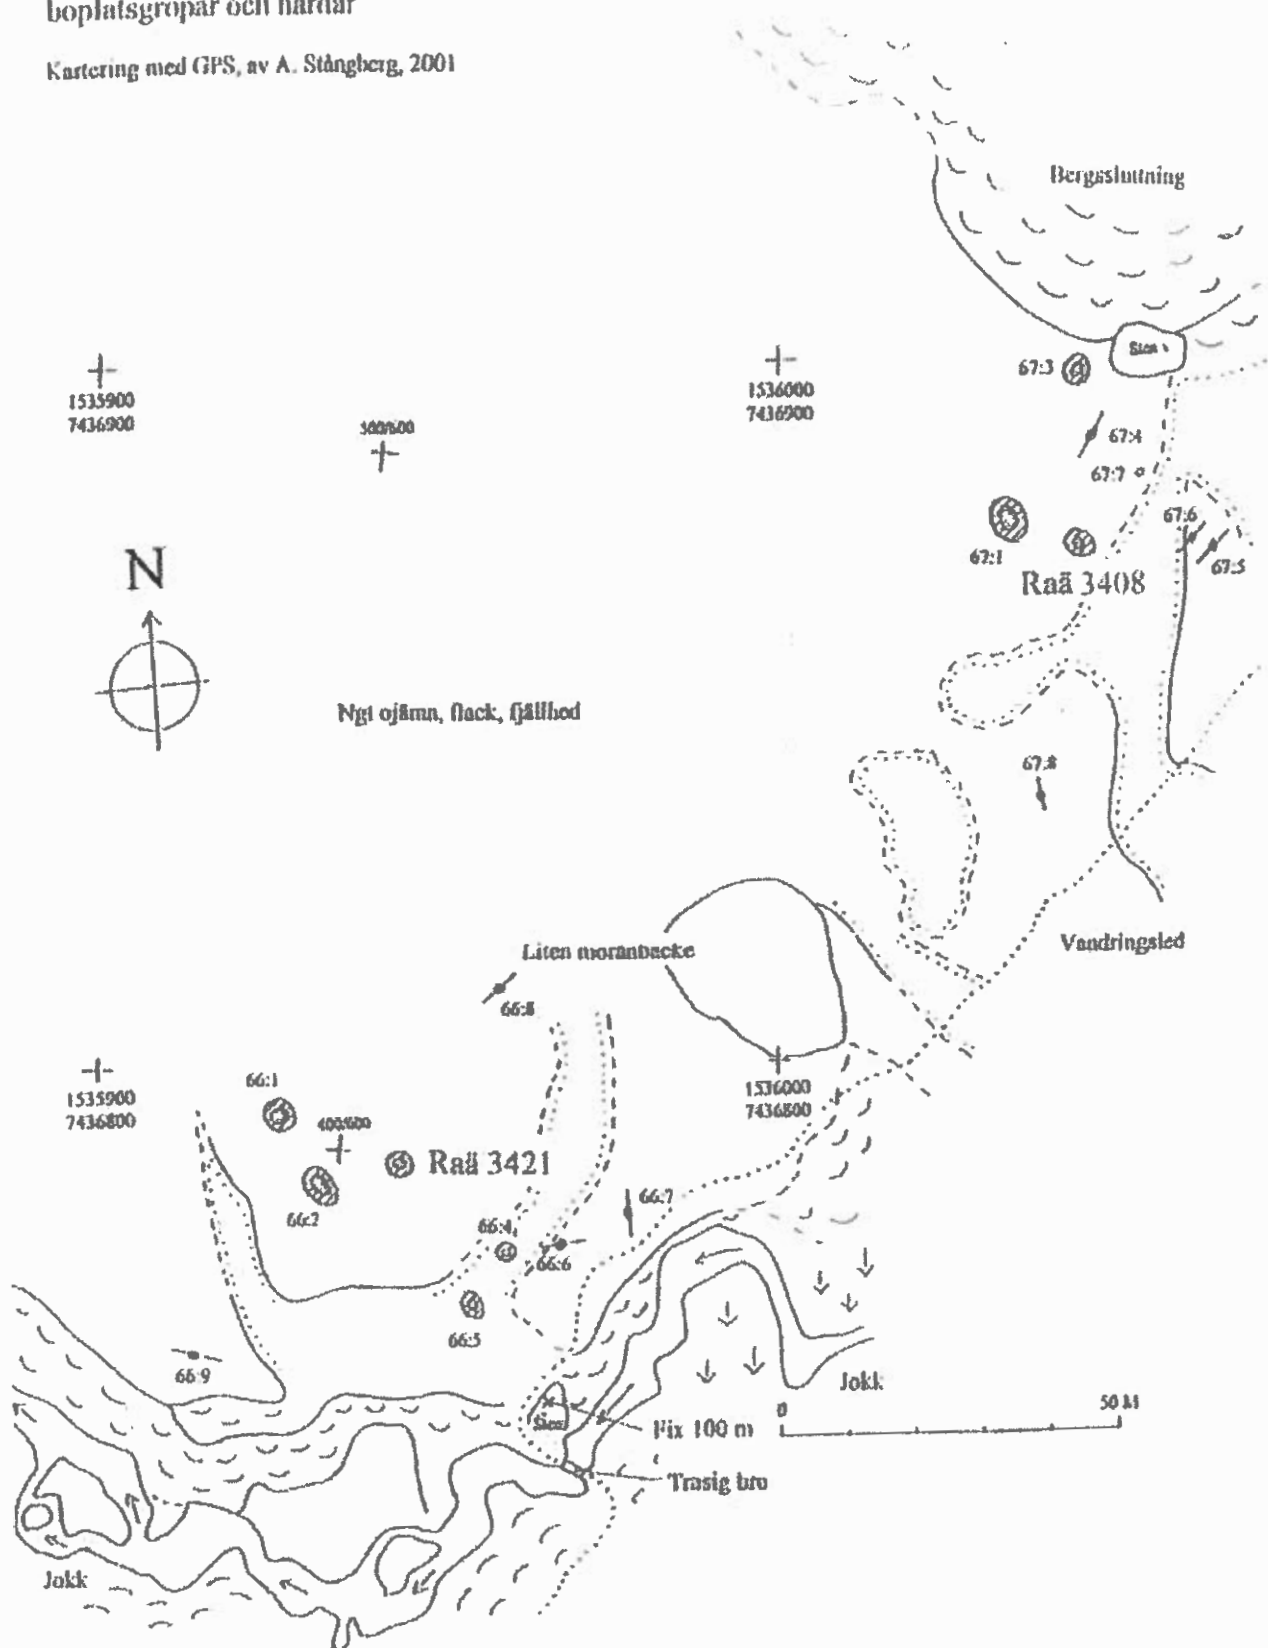 boplatsgropar och härdar
Kartering med GPS, av A. Stångberg, 2001
Bergssluttning
Sten
67:3
1535900
7436900
500/600
1536000
7436900
67:4
67:7
67:6
67:1
67:5
Raä 3408
N
Ngt ojämn, flack, fjällhed
67:8
Vandringsled
Liten moränbacke
66:8
1535900
7436800
66:1
400/600
1536000
7436800
Raä 3421
66:2
66:7
66:4
66:6
66:5
66:9
Jokk
0
50 M
Sten
Fix 100 m
Trasig bro
Jokk